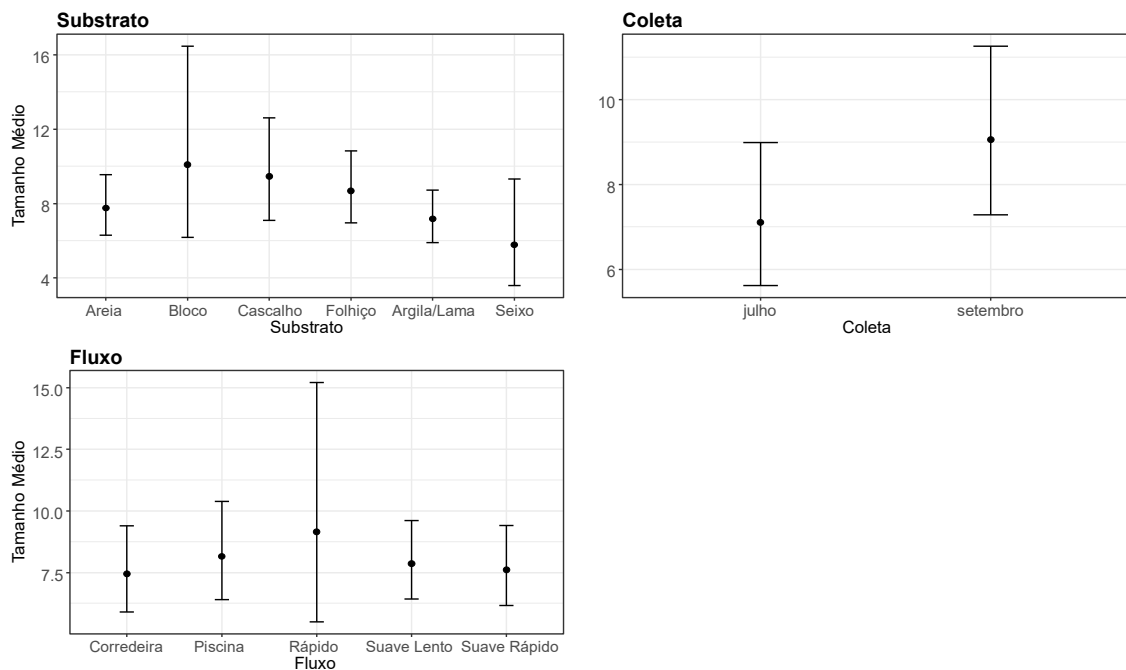 Substrato
Tamanho Médio
16
12
8
4
Areia Bloco Cascalho Folhiço Argila/Lama Seixo
Substrato
Coleta
10
8
6
julho setembro
Coleta
Fluxo
Tamanho Médio
15.0
12.5
10.0
7.5
Corredeira Piscina Rápido Suave Lento Suave Rápido
Fluxo